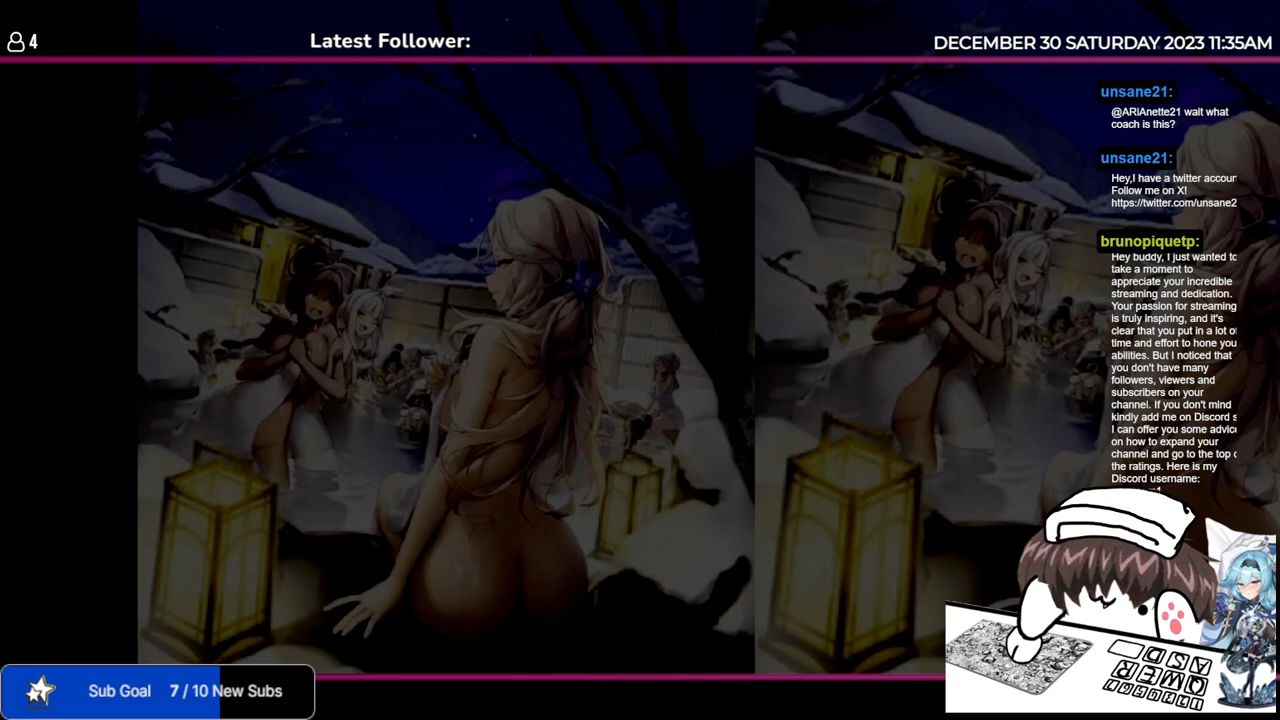 4
Latest Follower:
DECEMBER 30 SATURDAY 2023 11:35AM
unsane21:
@ARIAnette21 wait what
coach is this?
unsane21:
Hey,I have a twitter accour
Follow me on X!
https://twitter.com/unsane2
brunopiquetp:
Hey buddy, I just wanted to
take a moment to
appreciate your incredible
streaming and dedication.
Your passion for streaming
is truly inspiring, and it's
clear that you put in a lot of
time and effort to hone you
abilities. But I noticed that
you don't have many
followers, viewers and
subscribers on your
channel. If you don't mind
kindly add me on Discord s
I can offer you some advice
on how to expand your
channel and go to the top o
the ratings. Here is my
Discord username:
Sub Goal 7 / 10 New Subs
A S D
Q W E R